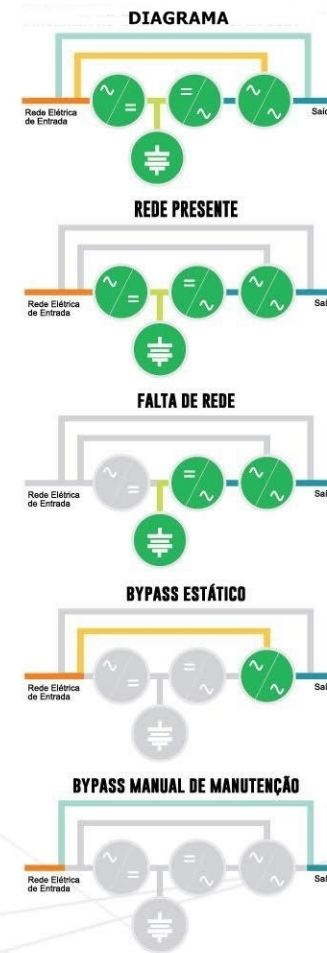 DIAGRAMA
Rede Elétrica
de Entrada
REDE PRESENTE
Rede Elétrica
de Entrada
FALTA DE REDE
Rede Elétrica
de Entrada
BYPASS ESTÁTICO
Rede Elétrica
de Entrada
BYPASS MANUAL DE MANUTENÇÃO
Rede Elétrica
de Entrada